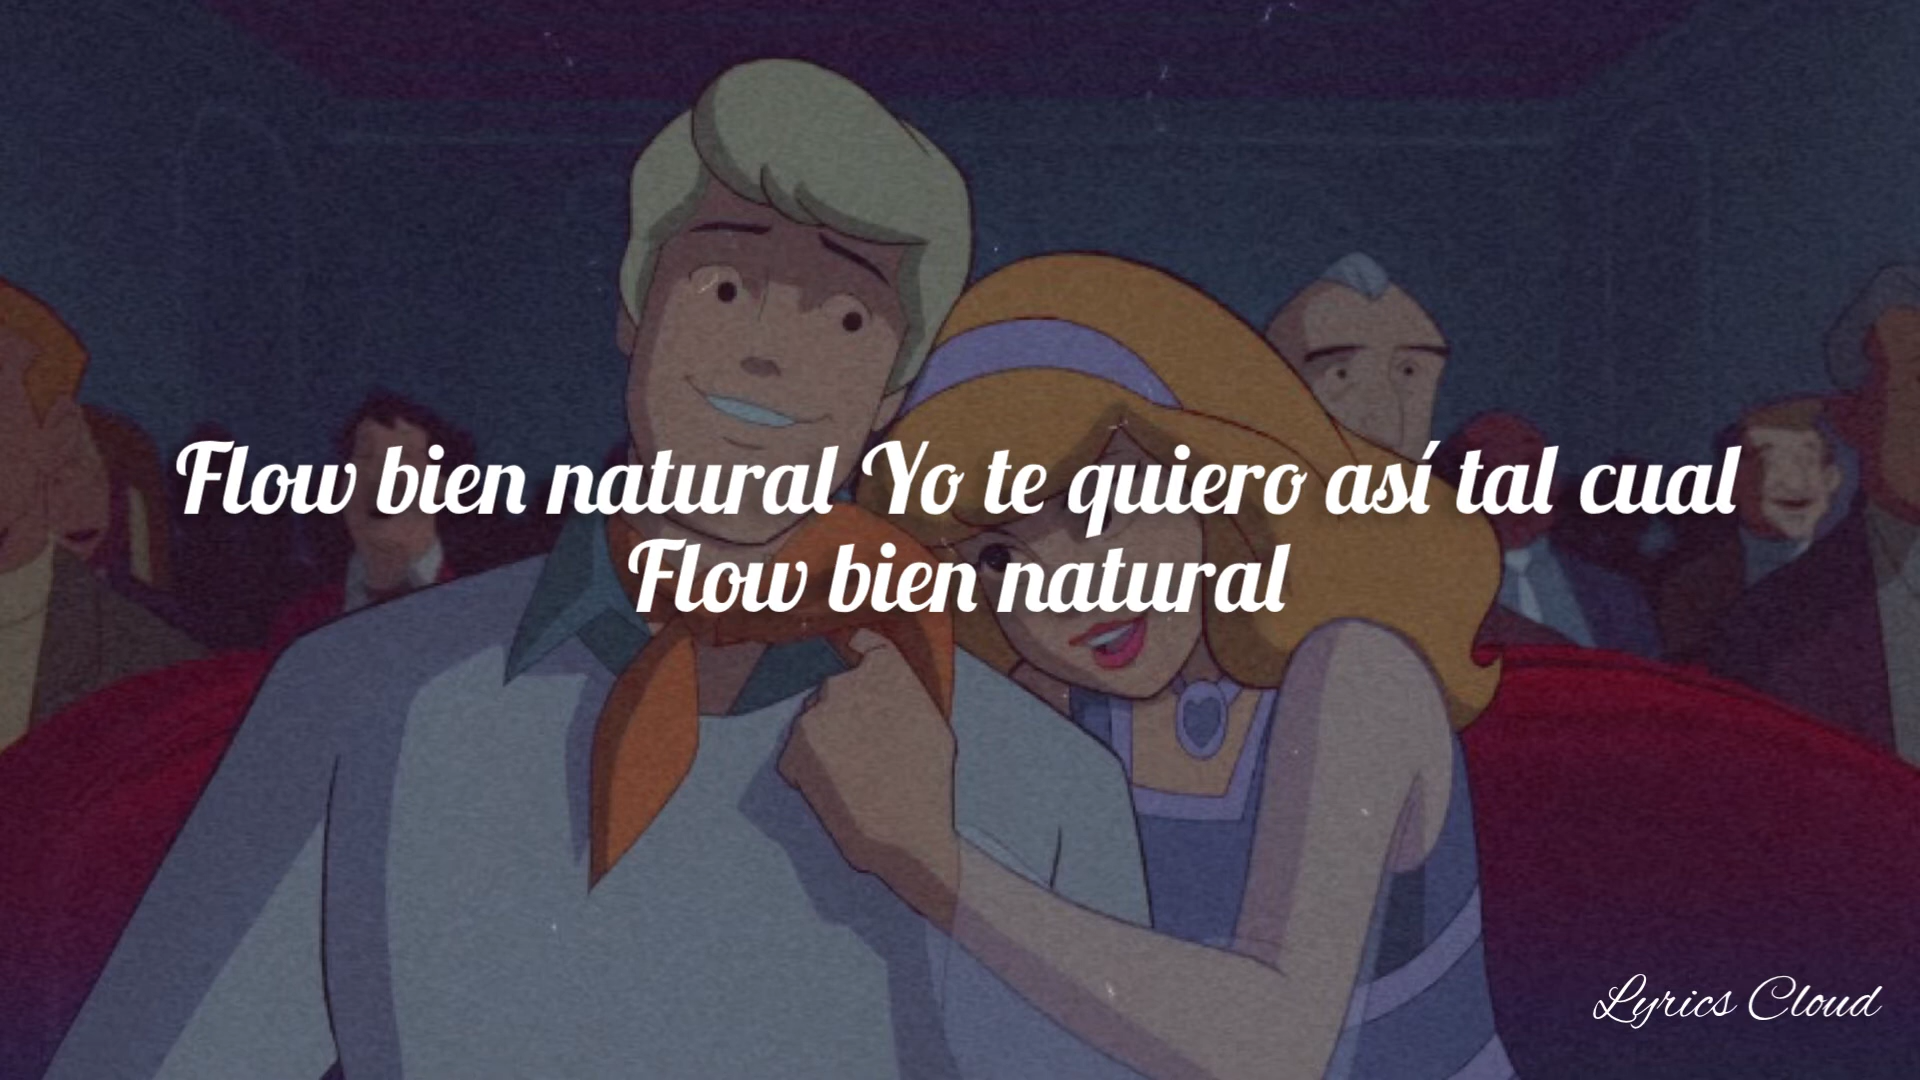 Flow bien natural Yo te quiero así tal cual
Flow bien natural
Lyrics Cloud